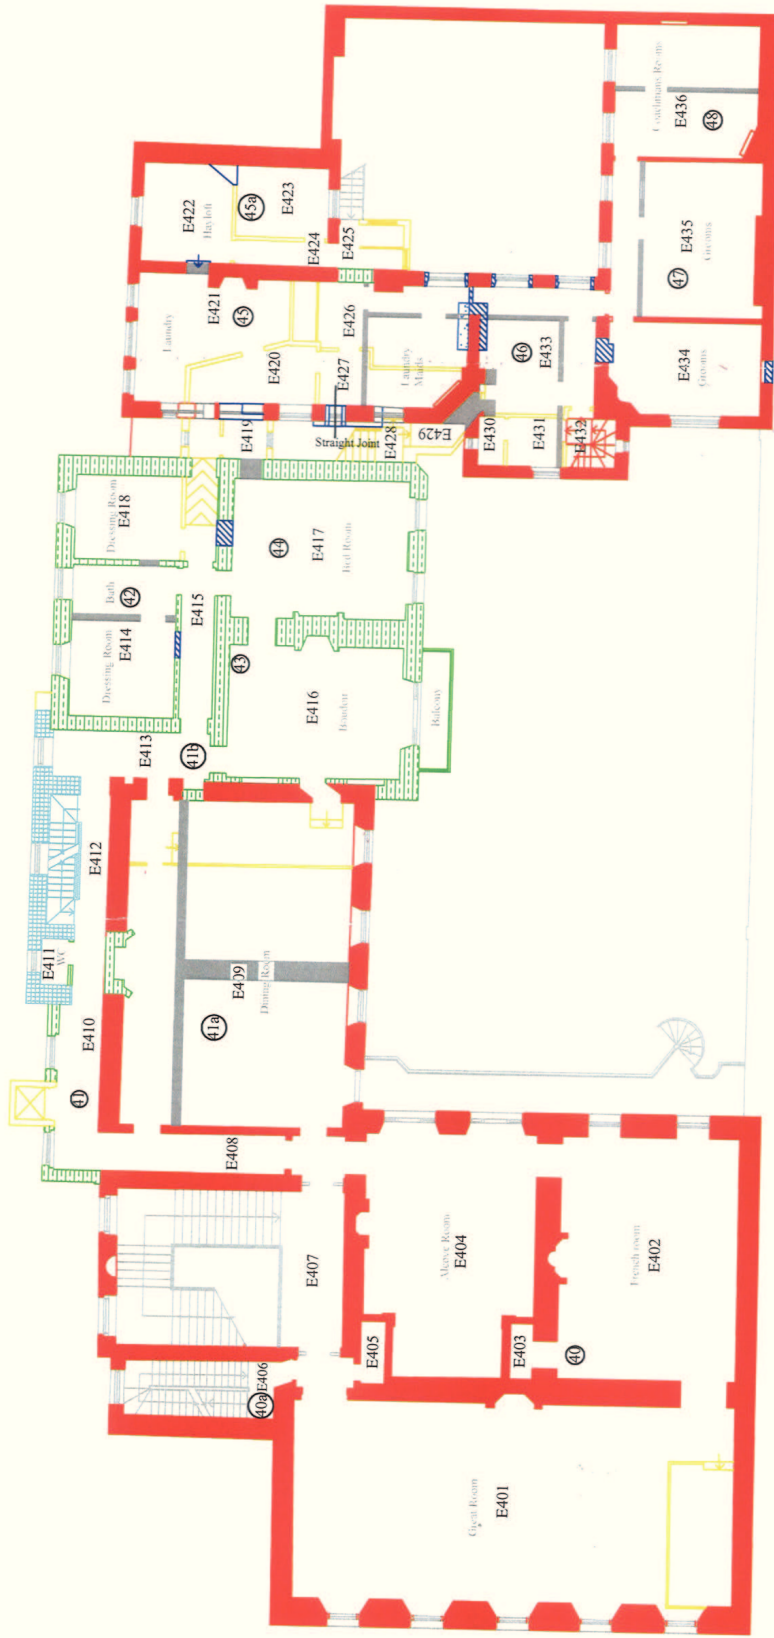 Coachmans Room
E436
48
E422
Hayloft
45a
E423
E424
E425
47
E435
Grooms
Laundry
E421
45
E420
E426
E427
Laundry
Maids
46
E433
E434
Grooms
E419
Straight Joint
E428
E429
E430
E431
E432
Dressing Room
E418
44
E417
Bed Room
Bath
42
E415
Dressing Room
E414
43
E416
Boudoir
Balcony
E413
41b
E412
E411
WC
E410
41
E409
Dining Room
41a
E408
E407
Alcove Room
E404
French room
E402
E405
E403
40
E406
40a
Great Room
E401